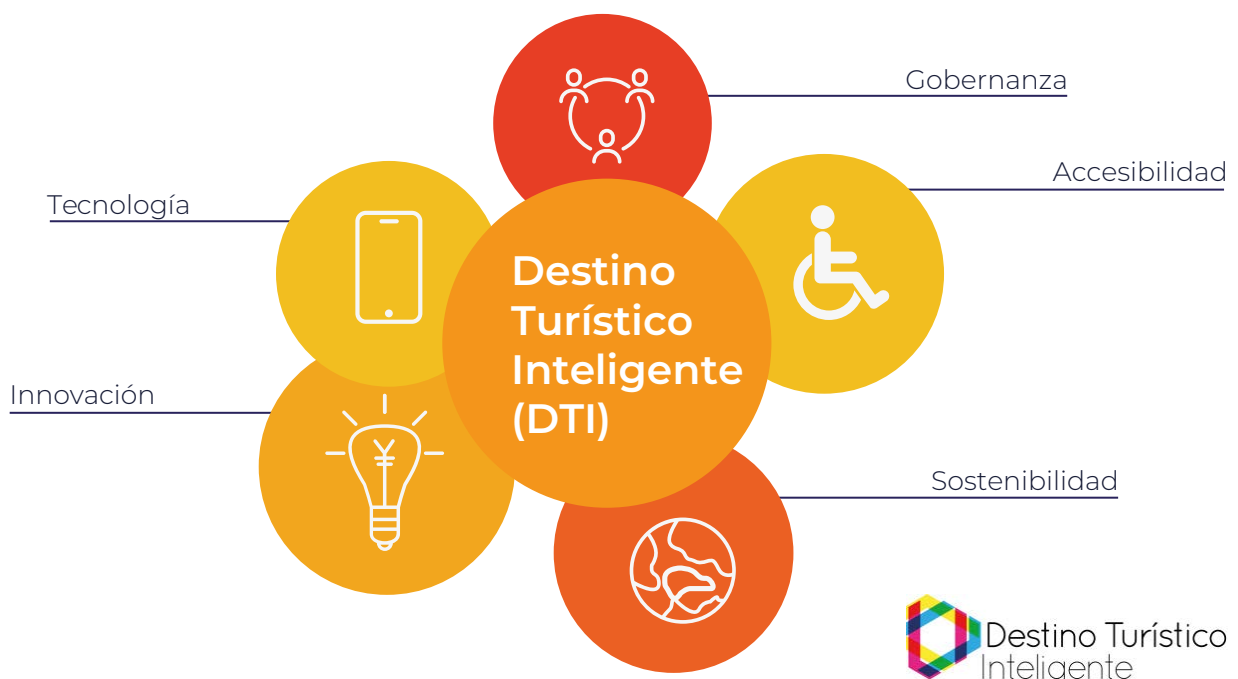 Gobernanza
Accesibilidad
Tecnología
Destino
Turístico
Inteligente
(DTI)
Innovación
Sostenibilidad
Destino Turístico
Inteligente